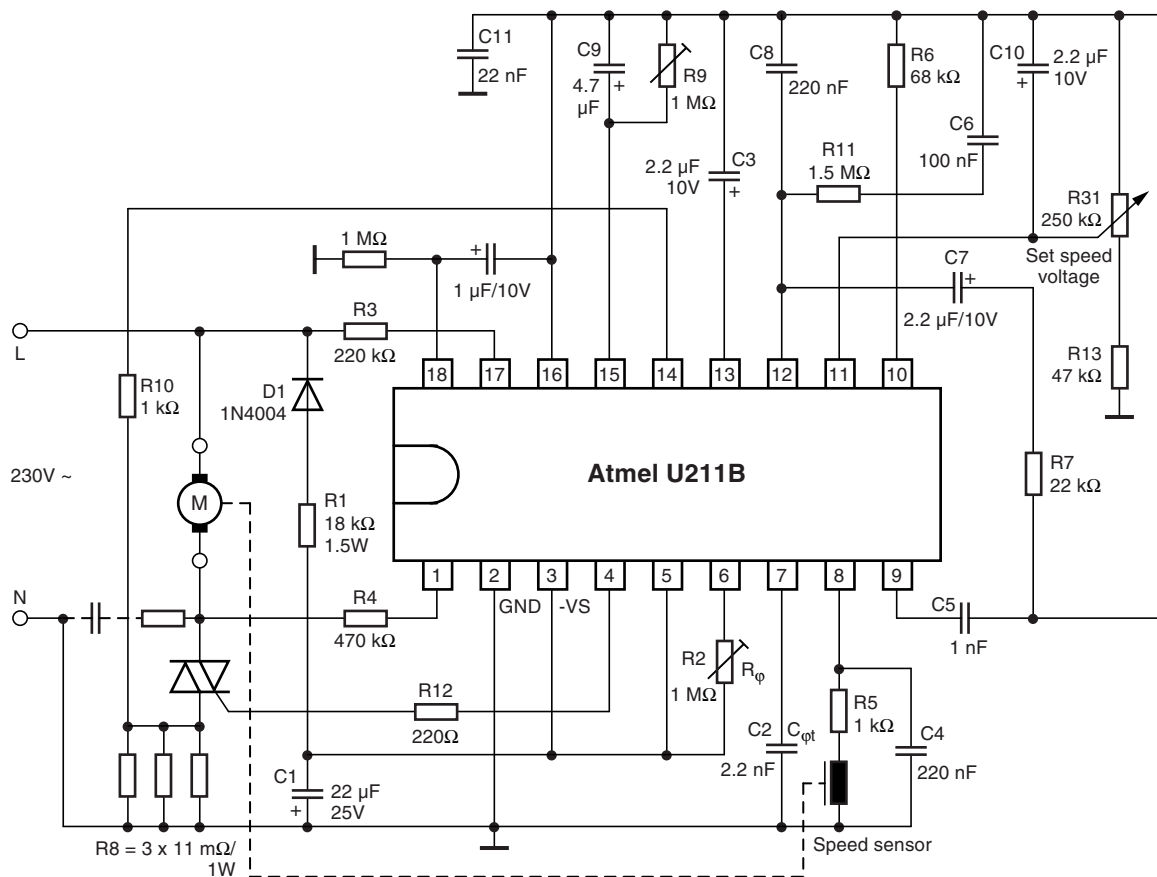 C11
22 nF
C9
4.7
µF
+
R9
1 MΩ
C8
220 nF
R6
68 kΩ
C10
2.2 µF
10V
+
C3
2.2 µF
10V
+
R11
1.5 MΩ
C6
100 nF
R31
250 kΩ
Set speed
voltage
1 MΩ
+
1 µF/10V
C7
+
2.2 µF/10V
R3
220 kΩ
L
R10
1 kΩ
D1
1N4004
18 17 16 15 14 13 12 11 10
R13
47 kΩ
230V ~
M
R1
18 kΩ
1.5W
Atmel U211B
R7
22 kΩ
1 2 3 4 5 6 7 8 9
GND -VS
N
R4
470 kΩ
C5
1 nF
R2
1 MΩ
Rφ
R12
220Ω
R5
1 kΩ
C4
220 nF
C2
Cφt
2.2 nF
C1
22 µF
25V
+
R8 = 3 x 11 mΩ/
1W
Speed sensor